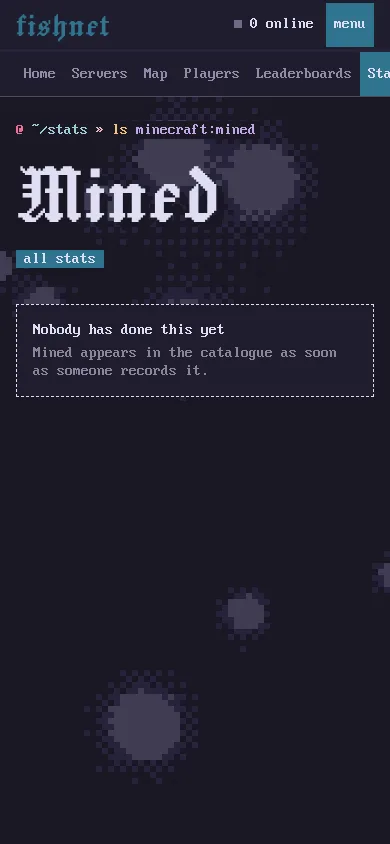 fishnet
0 online
menu
Home Servers Map Players Leaderboards Sta
@ ~/stats » ls minecraft:mined
Mined
all stats
Nobody has done this yet
Mined appears in the catalogue as soon
as someone records it.